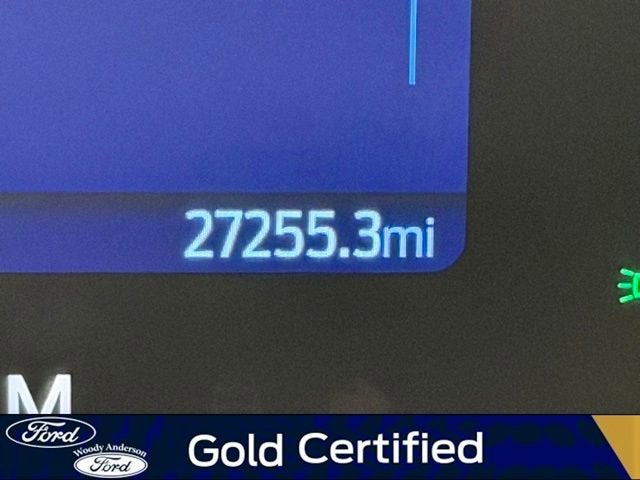 27255.3mi
M
Ford
Woody Anderson
Ford
Gold Certified